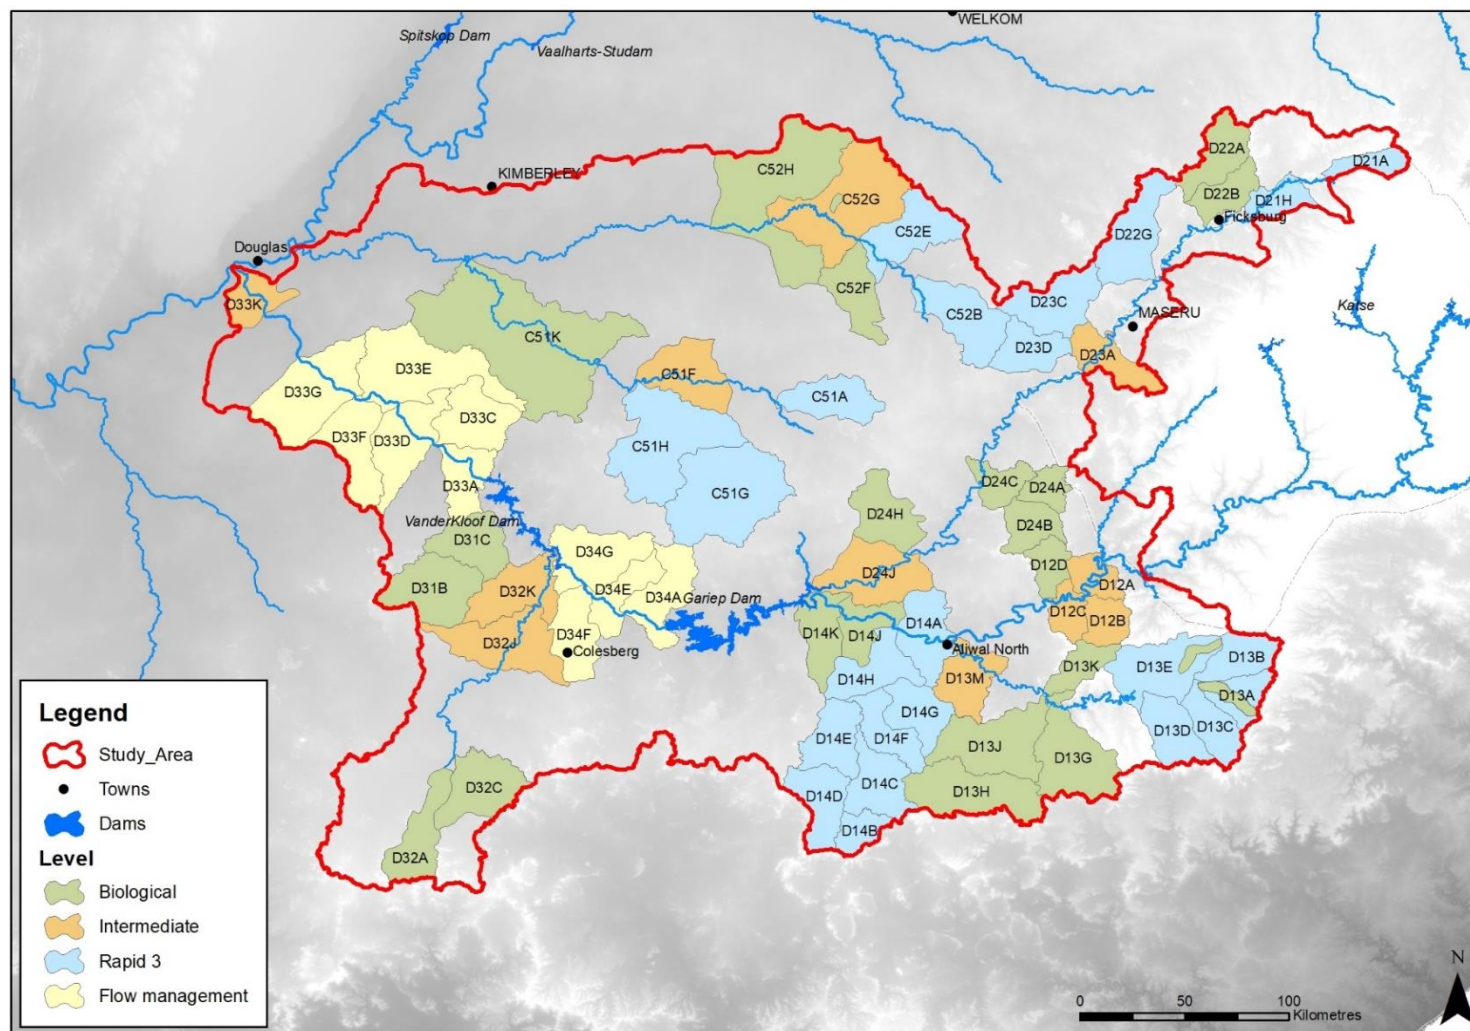 WELKOM
Spitskop Dam
Vaalharts-Studam
D22A
D21A
C52H
KIMBERLEY
D22B
D21H
C52G
Ficksburg
C52E
D22G
Douglas
C52F
D33K
D23C
Katse
C52B
MASERU
C51K
D23D
D23A
D33E
C51F
D33G
C51A
D33C
D33F
D33D
C51H
D33A
C51G
D24C
D24A
D24H
VanderKloof Dam
D24B
D31C
D34G
D12D
D24J
D12A
D31B
D32K
D34E
D34A
Gariep Dam
D12C
D12B
D14A
D14K
D14J
D32J
D34F
Colesberg
Aliwal North
D13K
D13E
D13B
D14H
D13M
D13A
D14G
D13D
D13C
D14E
D14F
D13J
D13G
D32C
D14D
D14C
D13H
D14B
D32A
Legend
Study_Area
Towns
Dams
Level
Biological
Intermediate
Rapid 3
Flow management
N
0 50 100
Kilometres